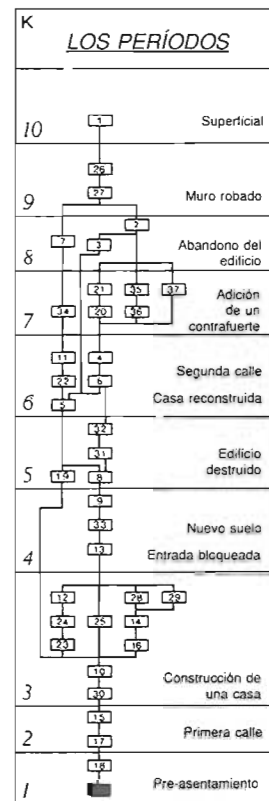 K
LOS PERÍODOS
1
10 Superficial
26
27
9 Muro robado
2
7 3
8 Abandono del
edificio
21 35 37
34 20 36
7 Adición
de un
contrafuerte
11 4
22 6
Segunda calle
6 Casa reconstruida
5
32
31
Edificio
5 destruido
19 8
9
33
Nuevo suelo
4 Entrada bloqueada
13
12 28 29
24 25 14
23 16
10
30
Construcción de
3 una casa
15
2 Primera calle
17
18
1 Pre-asentamiento